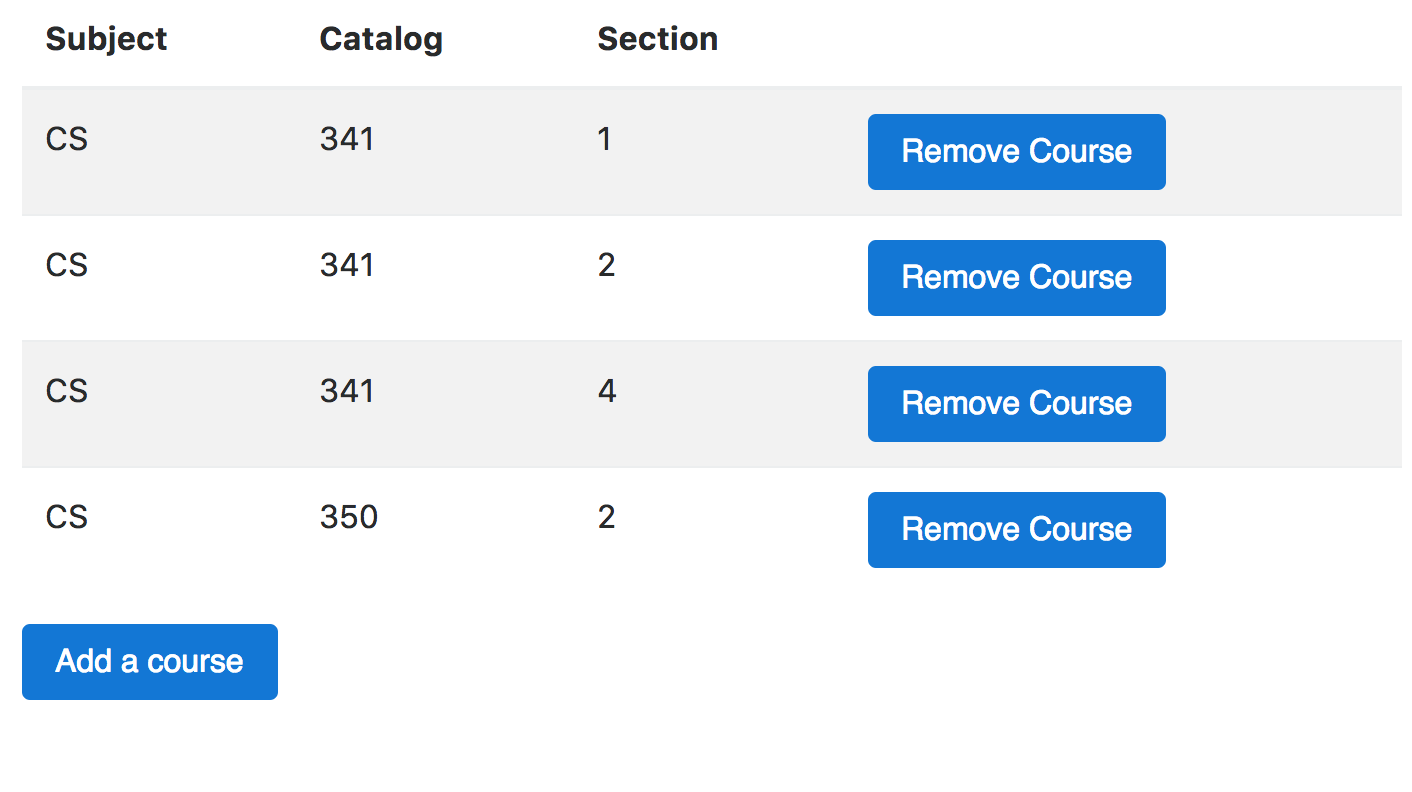 Subject Catalog Section
CS 341 1 Remove Course
CS 341 2 Remove Course
CS 341 4 Remove Course
CS 350 2 Remove Course
Add a course